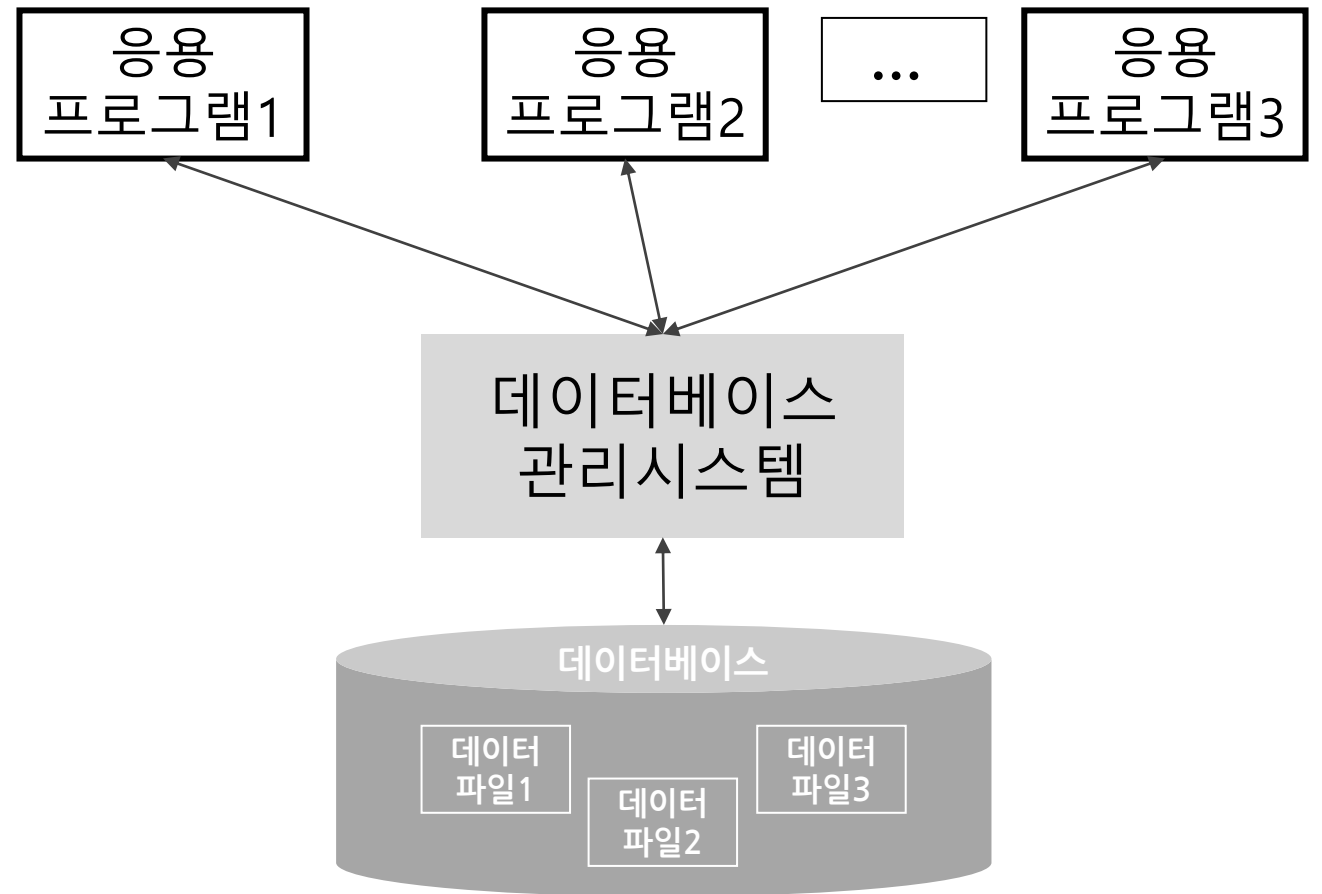 응용
프로그램1
응용
프로그램2
...
응용
프로그램3
데이터베이스
관리시스템
데이터베이스
데이터
파일1
데이터
파일2
데이터
파일3